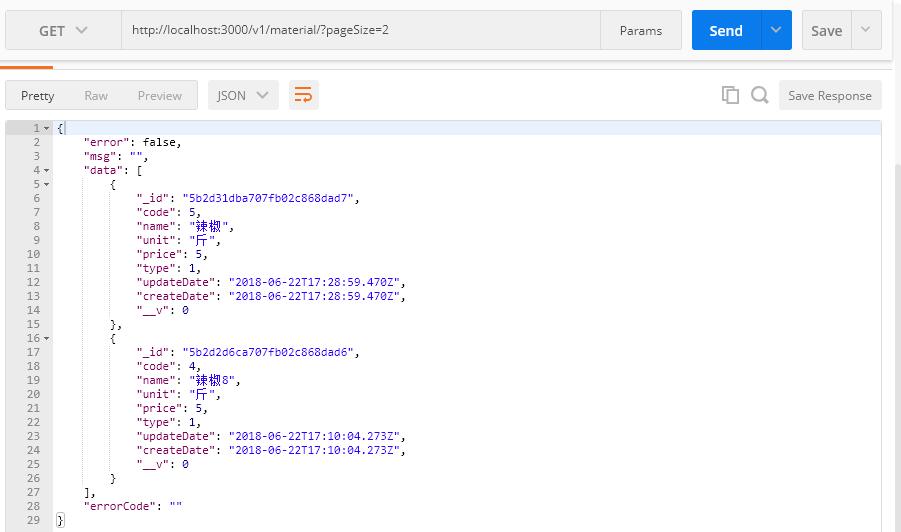 GET http://localhost:3000/v1/material/?pageSize=2 Params Send Save
Pretty Raw Preview JSON Save Response
1 {
2 "error": false,
3 "msg": "",
4 "data": [
5 {
6 "_id": "5b2d31dba707fb02c868dad7",
7 "code": 5,
8 "name": "辣椒",
9 "unit": "斤",
10 "price": 5,
11 "type": 1,
12 "updateDate": "2018-06-22T17:28:59.470Z",
13 "createDate": "2018-06-22T17:28:59.470Z",
14 "__v": 0
15 },
16 {
17 "_id": "5b2d2d6ca707fb02c868dad6",
18 "code": 4,
19 "name": "辣椒8",
20 "unit": "斤",
21 "price": 5,
22 "type": 1,
23 "updateDate": "2018-06-22T17:10:04.273Z",
24 "createDate": "2018-06-22T17:10:04.273Z",
25 "__v": 0
26 }
27 ],
28 "errorCode": ""
29 }